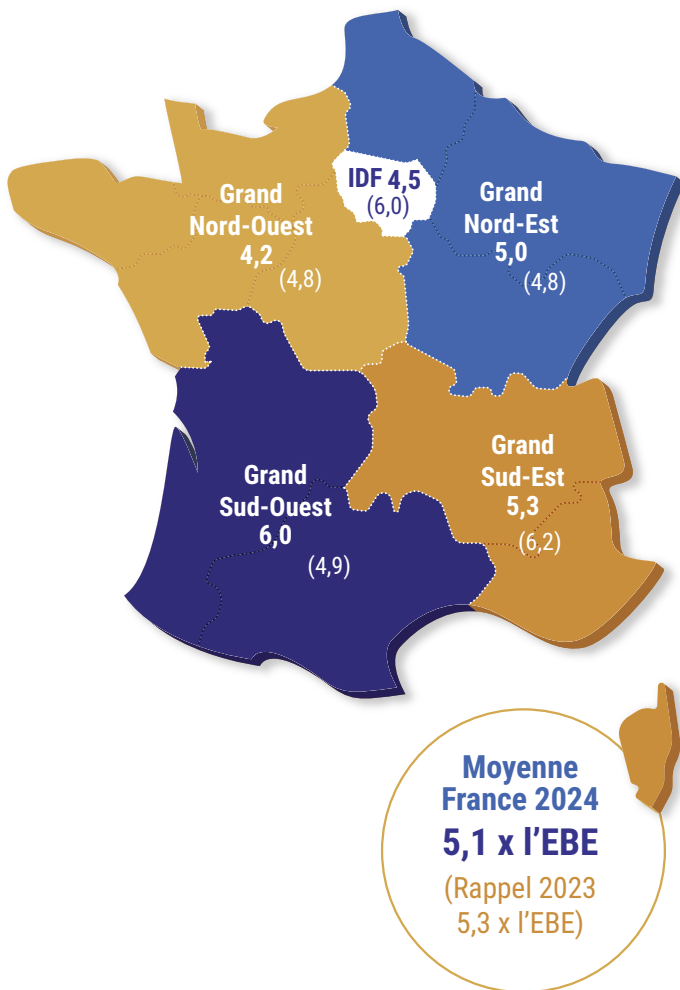 IDF 4,5
(6,0)
Grand
Nord-Ouest
4,2
(4,8)
Grand
Nord-Est
5,0
(4,8)
Grand
Sud-Ouest
6,0
(4,9)
Grand
Sud-Est
5,3
(6,2)
Moyenne
France 2024
5,1 x l’EBE
(Rappel 2023
5,3 x l’EBE)